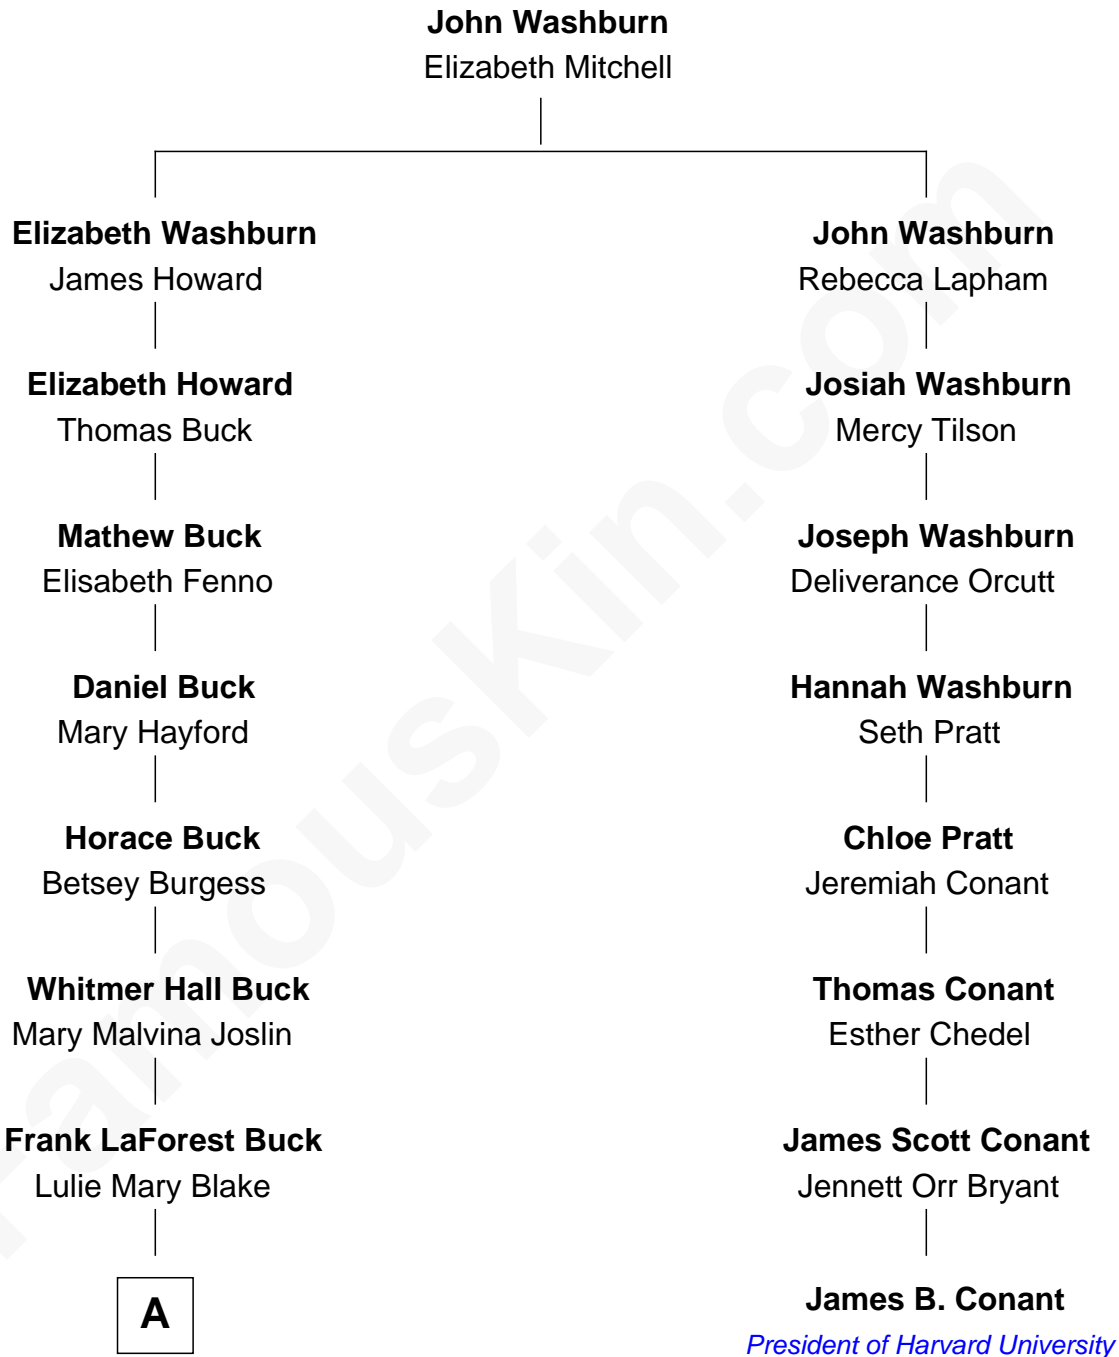 John Washburn
Elizabeth Mitchell
Elizabeth Washburn
James Howard
John Washburn
Rebecca Lapham
Elizabeth Howard
Thomas Buck
Josiah Washburn
Mercy Tilson
Mathew Buck
Elisabeth Fenno
Joseph Washburn
Deliverance Orcutt
Daniel Buck
Mary Hayford
Hannah Washburn
Seth Pratt
Horace Buck
Betsey Burgess
Chloe Pratt
Jeremiah Conant
Whitmer Hall Buck
Mary Malvina Joslin
Thomas Conant
Esther Chedel
Frank LaForest Buck
Lulie Mary Blake
James Scott Conant
Jennett Orr Bryant
A
James B. Conant
President of Harvard University
FamousKin.com